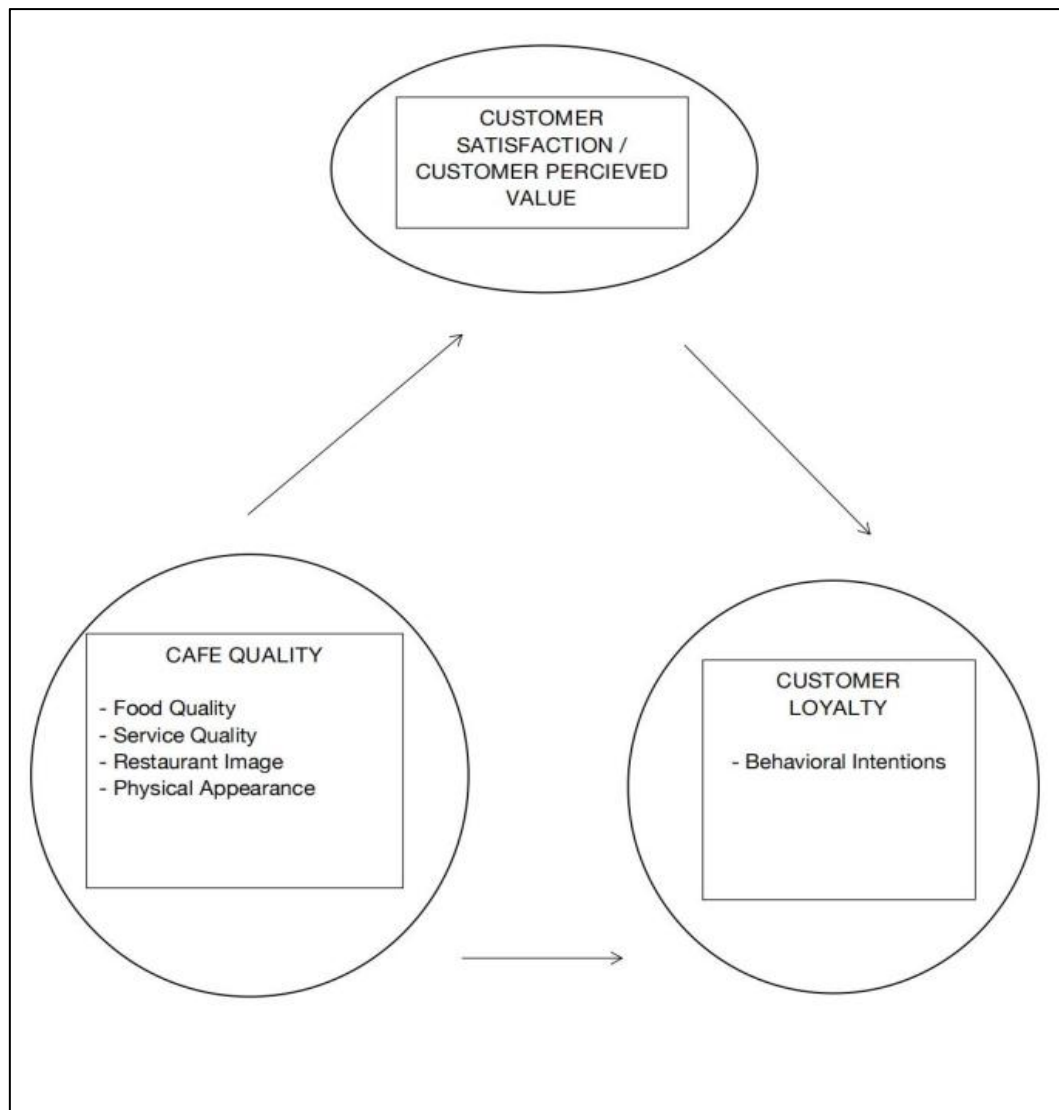 CUSTOMER
SATISFACTION /
CUSTOMER PERCIEVED
VALUE
CAFE QUALITY
- Food Quality
- Service Quality
- Restaurant Image
- Physical Appearance
CUSTOMER
LOYALTY
- Behavioral Intentions